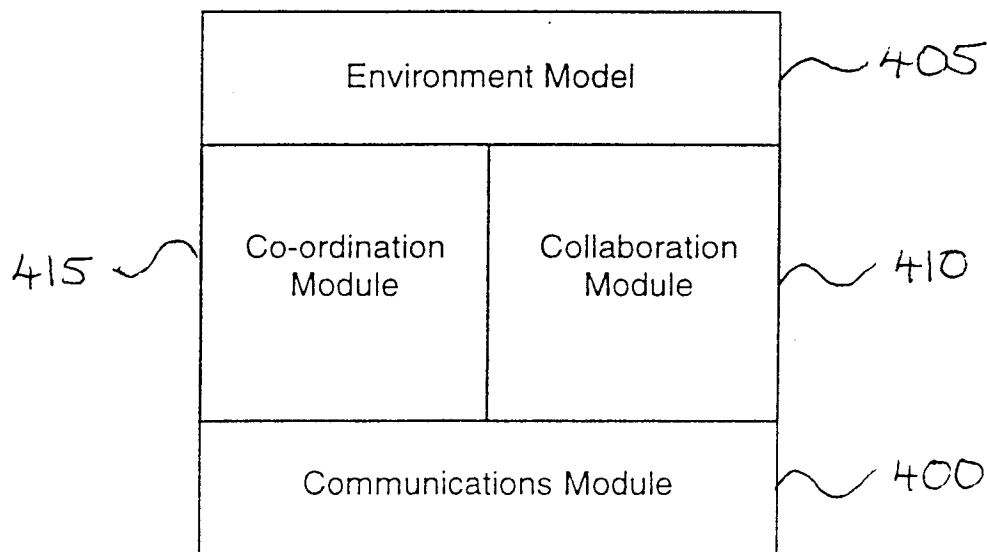 Environment Model
405
Co-ordination
Module
Collaboration
Module
415
410
Communications Module
400